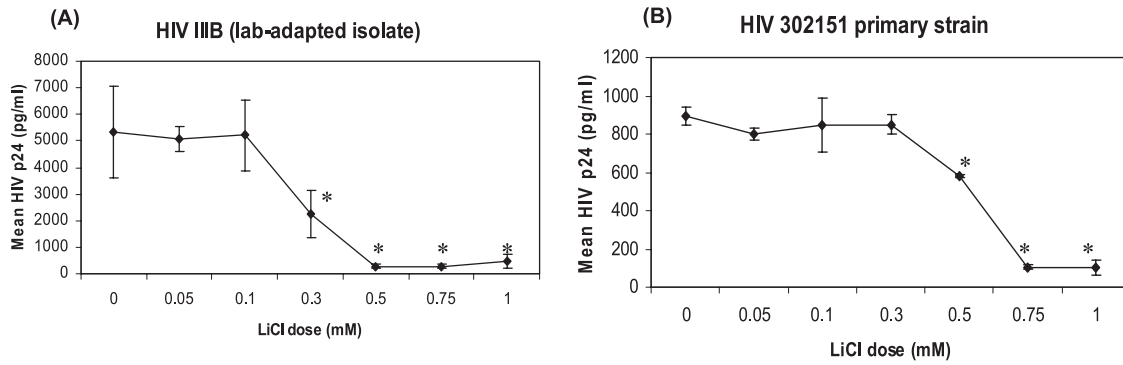 (A)
HIV IIIB (lab-adapted isolate)
Mean HIV p24 (pg/ml)
8000
7000
6000
5000
4000
3000
2000
1000
0
*
*
*
*
0 0.05 0.1 0.3 0.5 0.75 1
LiCl dose (mM)
(B)
HIV 302151 primary strain
Mean HIV p24 (pg/ml)
1200
1000
800
600
400
200
0
*
*
*
0 0.05 0.1 0.3 0.5 0.75 1
LiCl dose (mM)